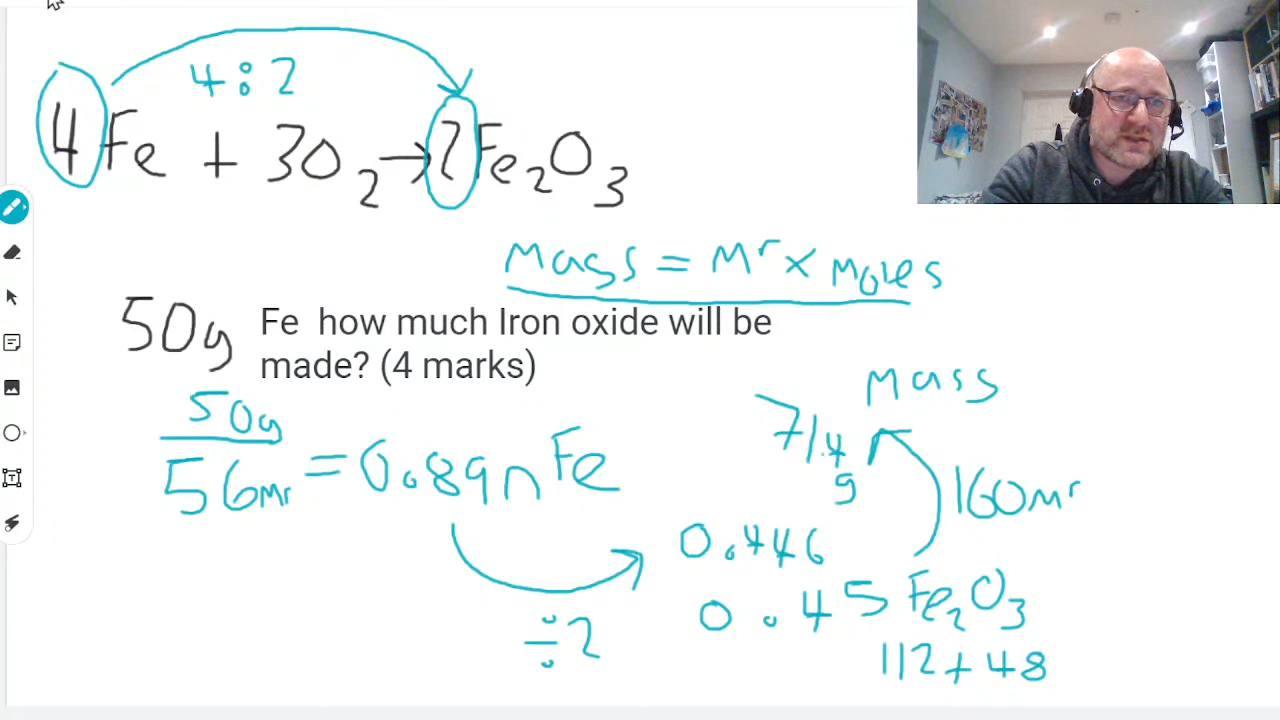 4:2
4Fe + 3O2 → 2Fe2O3
Mass = Mr × Moles
50g Fe how much Iron oxide will be
made? (4 marks)
50g
56mr = 0.89n Fe
÷2
Mass
71.4
g
160mr
0.446
0.45 Fe2O3
112 + 48